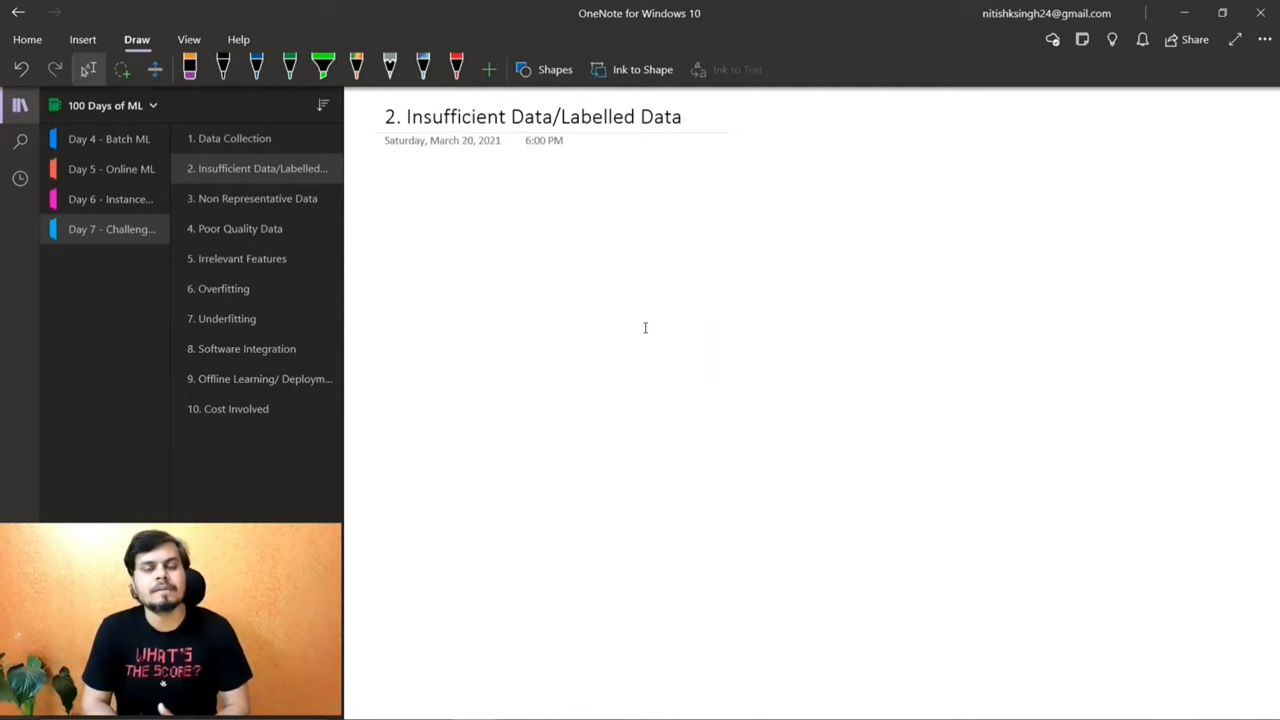 OneNote for Windows 10
nitishksingh24@gmail.com
Home Insert Draw View Help
Share
Shapes Ink to Shape Ink to Text
100 Days of ML
Day 4 - Batch ML
Day 5 - Online ML
Day 6 - Instance...
Day 7 - Challeng...
1. Data Collection
2. Insufficient Data/Labelled...
3. Non Representative Data
4. Poor Quality Data
5. Irrelevant Features
6. Overfitting
7. Underfitting
8. Software Integration
9. Offline Learning/ Deploym...
10. Cost Involved
2. Insufficient Data/Labelled Data
Saturday, March 20, 2021 6:00 PM
WHAT'S
THE SCOPE?